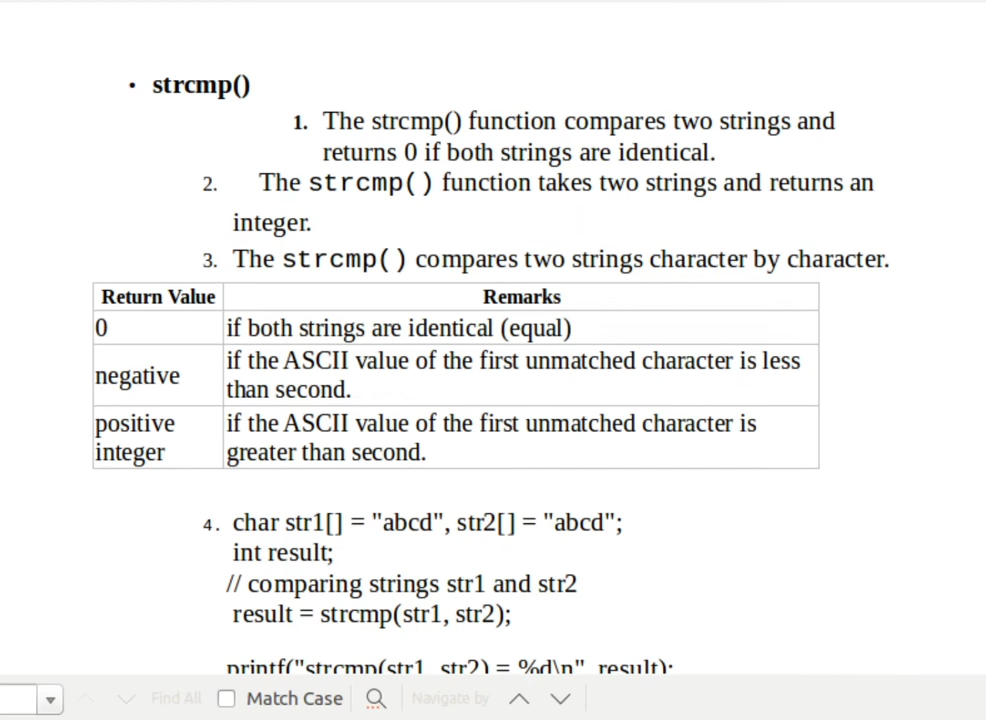 • strcmp()
1. The strcmp() function compares two strings and
returns 0 if both strings are identical.
2. The strcmp() function takes two strings and returns an
integer.
3. The strcmp() compares two strings character by character.
Return Value Remarks
0 if both strings are identical (equal)
negative if the ASCII value of the first unmatched character is less
than second.
positive integer if the ASCII value of the first unmatched character is
greater than second.
4. char str1[] = "abcd", str2[] = "abcd";
int result;
// comparing strings str1 and str2
result = strcmp(str1, str2);
printf("strcmp(str1, str2) = %d\n", result);
Find All Match Case Navigate by